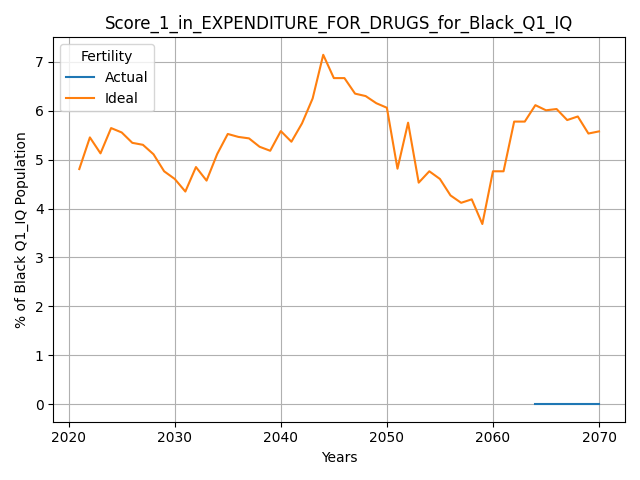 Score_1_in_EXPENDITURE_FOR_DRUGS_for_Black_Q1_IQ
Fertility
Actual
Ideal
% of Black Q1_IQ Population
7
6
5
4
3
2
1
0
2020 2030 2040 2050 2060 2070
Years